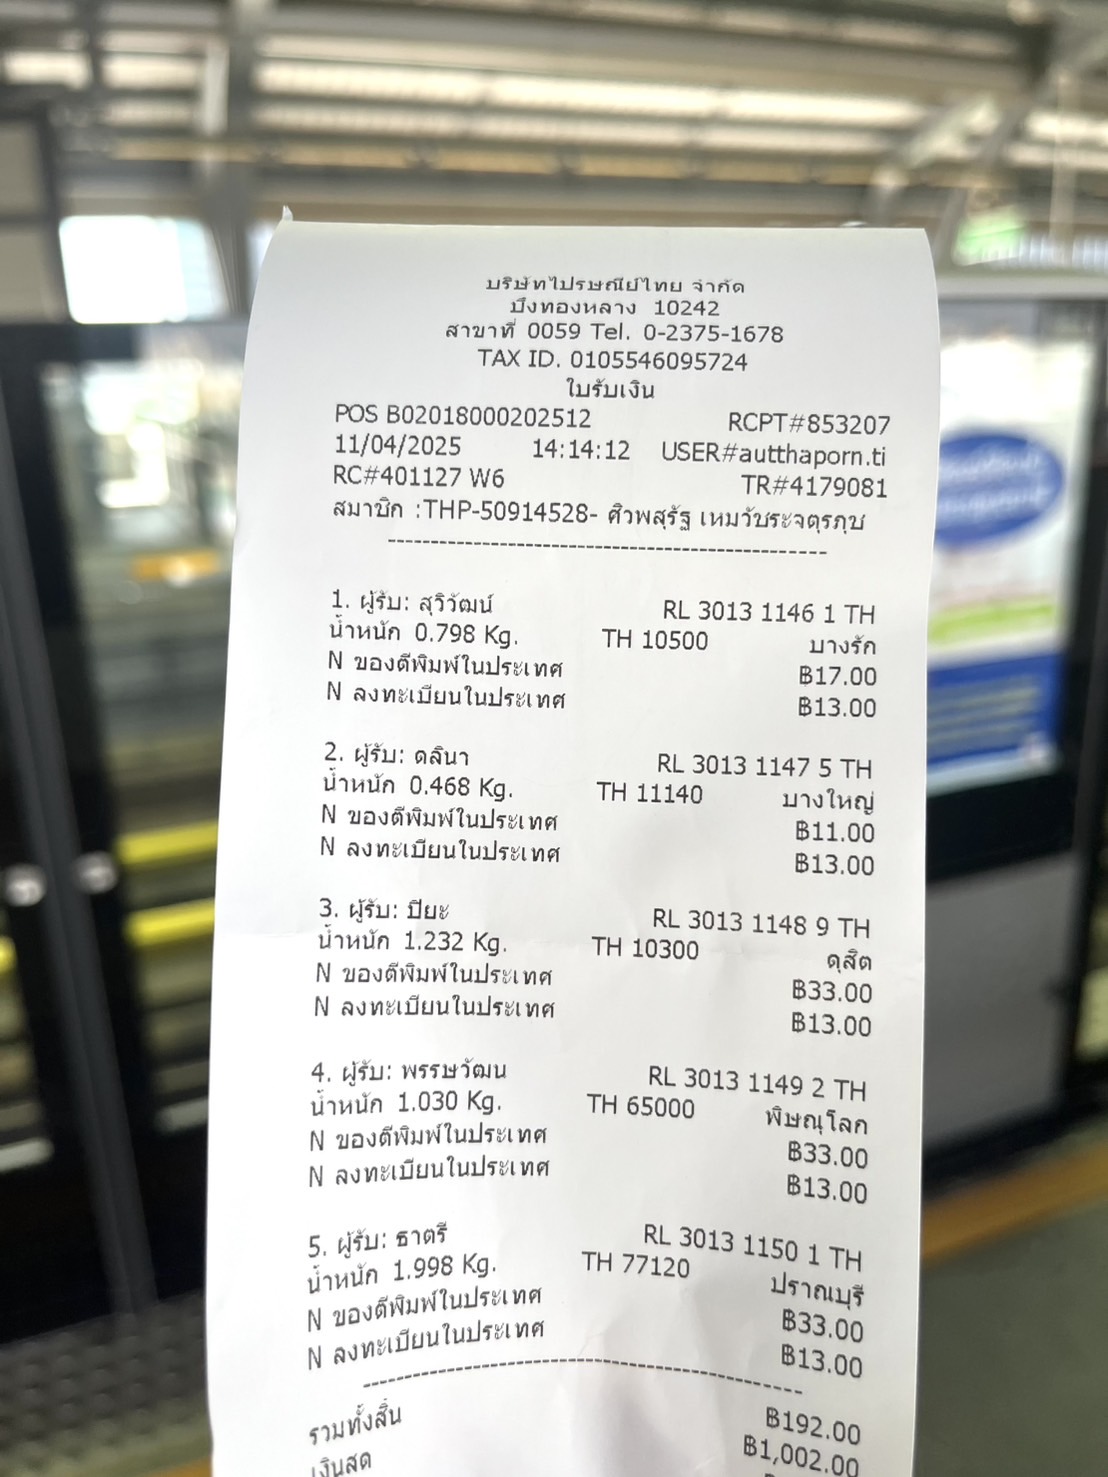 บริษัทไปรษณีย์ไทย จำกัด
บึงทองหลาง 10242
สาขาที่ 0059 Tel. 0-2375-1678
TAX ID. 0105546095724
ใบรับเงิน
POS B02018000202512 RCPT#853207
11/04/2025 14:14:12 USER#autthaporn.ti
RC#401127 W6 TR#4179081
สมาชิก :THP-50914528- ศิวพสุรัฐ เหมวัชระจตุรภุช
1. ผู้รับ: สุวิวัฒน์ RL 3013 1146 1 TH
น้ำหนัก 0.798 Kg. TH 10500 บางรัก
N ของตีพิมพ์ในประเทศ ฿17.00
N ลงทะเบียนในประเทศ ฿13.00
2. ผู้รับ: ดลินา RL 3013 1147 5 TH
น้ำหนัก 0.468 Kg. TH 11140 บางใหญ่
N ของตีพิมพ์ในประเทศ ฿11.00
N ลงทะเบียนในประเทศ ฿13.00
3. ผู้รับ: ปิยะ RL 3013 1148 9 TH
น้ำหนัก 1.232 Kg. TH 10300 ดุสิต
N ของตีพิมพ์ในประเทศ ฿33.00
N ลงทะเบียนในประเทศ ฿13.00
4. ผู้รับ: พรรษวัฒน RL 3013 1149 2 TH
น้ำหนัก 1.030 Kg. TH 65000 พิษณุโลก
N ของตีพิมพ์ในประเทศ ฿33.00
N ลงทะเบียนในประเทศ ฿13.00
5. ผู้รับ: ธาตรี RL 3013 1150 1 TH
น้ำหนัก 1.998 Kg. TH 77120 ปราณบุรี
N ของตีพิมพ์ในประเทศ ฿33.00
N ลงทะเบียนในประเทศ ฿13.00
รวมทั้งสิ้น ฿192.00
เงินสด ฿1,002.00